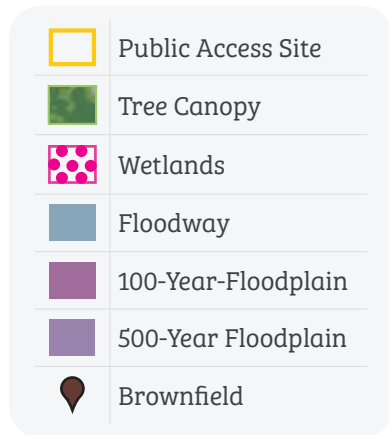 Public Access Site
Tree Canopy
Wetlands
Floodway
100-Year-Floodplain
500-Year Floodplain
Brownfield